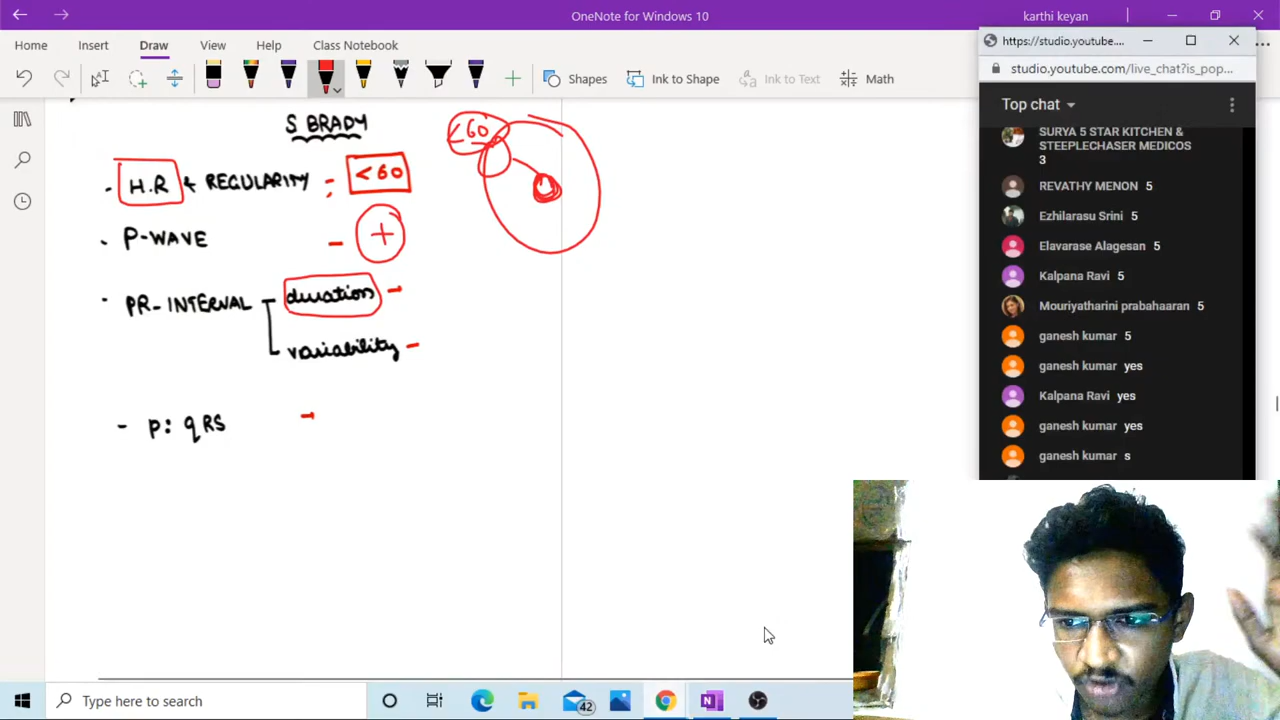 OneNote for Windows 10
karthi keyan
Home
Insert
Draw
View
Help
Class Notebook
Shapes
Ink to Shape
Ink to Text
Math
https://studio.youtube....
studio.youtube.com/live_chat?is_pop...
Top chat
SURYA 5 STAR KITCHEN &
STEEPLECHASER MEDICOS
3
REVATHY MENON 5
Ezhilarasu Srini 5
Elavarase Alagesan 5
Kalpana Ravi 5
Mouriyatharini prabahaaran 5
ganesh kumar 5
ganesh kumar yes
Kalpana Ravi yes
ganesh kumar yes
ganesh kumar s
S BRADY
<60
. H.R & REGULARITY - <60
. P-WAVE - +
. PR-INTERVAL duration -
variability -
- p: qRS -
Type here to search
42